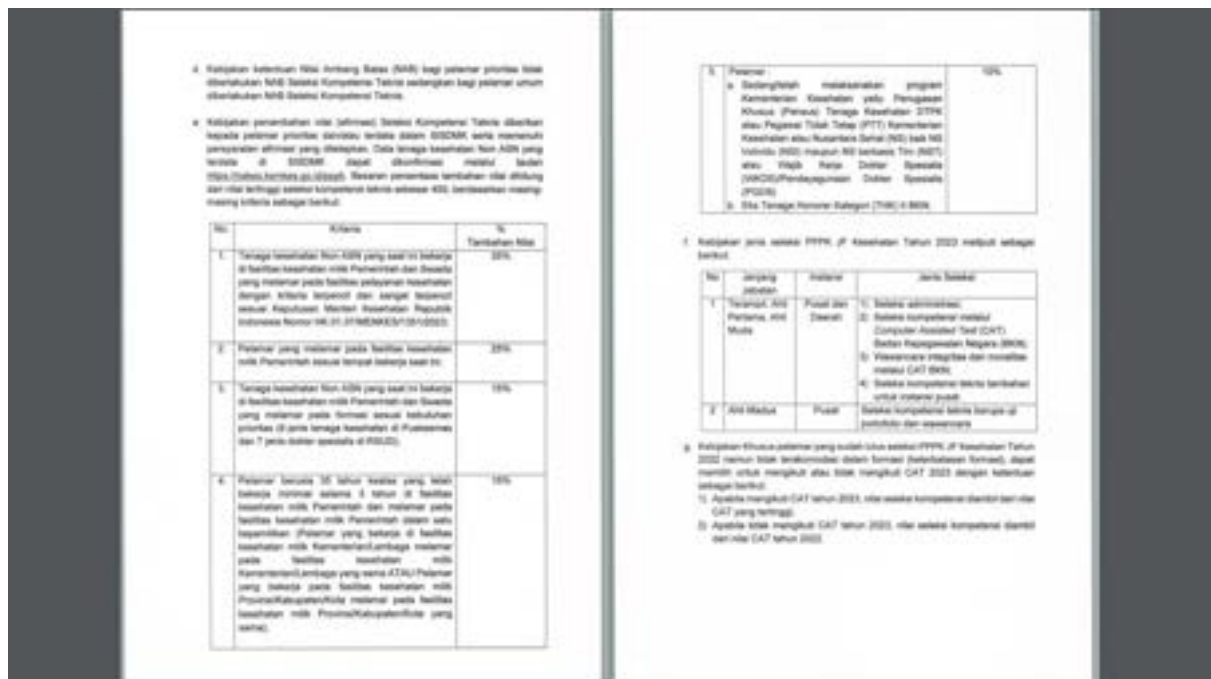 d. Kebijakan ketentuan Nilai Ambang Batas (NAB) bagi pelamar prioritas tidak
diberlakukan NAB Seleksi Kompetensi Teknis sedangkan bagi pelamar umum
diberlakukan NAB Seleksi Kompetensi Teknis.
e. Kebijakan penambahan nilai (afirmasi) Seleksi Kompetensi Teknis diberikan
kepada pelamar prioritas dan/atau terdata dalam SISDMK serta memenuhi
persyaratan afirmasi yang ditetapkan. Data tenaga kesehatan Non ASN yang
terdata di SISDMK dapat dikonfirmasi melalui tautan
Besaran persentase tambahan nilai dihitung
dari nilai tertinggi seleksi kompetensi teknis sebesar 450, berdasarkan masing-
masing kriteria sebagai berikut:
No Kriteria %
Tambahan Nilai
1. Tenaga kesehatan Non ASN yang saat ini bekerja 35%
di fasilitas kesehatan milik Pemerintah dan Swasta
yang melamar pada fasilitas pelayanan kesehatan
dengan kriteria terpencil dan sangat terpencil
sesuai Keputusan Menteri Kesehatan Republik
Indonesia Nomor
2. Pelamar yang melamar pada fasilitas kesehatan 25%
milik Pemerintah sesuai tempat bekerja saat ini.
3. Tenaga kesehatan Non ASN yang saat ini bekerja 15%
di fasilitas kesehatan milik Pemerintah dan Swasta
yang melamar pada formasi sesuai kebutuhan
prioritas (9 jenis tenaga kesehatan di Puskesmas
dan 7 jenis dokter spesialis di RSUD).
4. Pelamar berusia 35 tahun keatas yang telah 15%
bekerja minimal selama 3 tahun di fasilitas
kesehatan milik Pemerintah dan melamar pada
fasilitas kesehatan milik Pemerintah dalam satu
kepemilikan (Pelamar yang bekerja di fasilitas
kesehatan milik Kementerian/Lembaga melamar
pada fasilitas kesehatan milik
Kementerian/Lembaga yang sama ATAU Pelamar
yang bekerja pada fasilitas kesehatan milik
Provinsi/Kabupaten/Kota melamar pada fasilitas
kesehatan milik Provinsi/Kabupaten/Kota yang
sama).
5. Pelamar : 10%
a. Sedang/telah melaksanakan program
Kementerian Kesehatan yaitu Penugasan
Khusus (Pensus) Tenaga Kesehatan DTPK
atau Pegawai Tidak Tetap (PTT) Kementerian
Kesehatan atau Nusantara Sehat (NS) baik NS
Individu (NSI) maupun NS berbasis Tim (NST)
atau Wajib Kerja Dokter Spesialis
(WKDS)/Pendayagunaan Dokter Spesialis
(PGDS)
b. Eks Tenaga Honorer Kategori (THK) II BKN.
f. Kebijakan jenis seleksi PPPK JF Kesehatan Tahun 2023 meliputi sebagai
berikut:
No Jenjang Instansi Jenis Seleksi
Jabatan
1 Terampil, Ahli Pusat dan 1) Seleksi administrasi;
Pertama, Ahli Daerah 2) Seleksi kompetensi melalui
Muda Computer Assisted Test (CAT)
Badan Kepegawaian Negara (BKN);
3) Wawancara integritas dan moralitas
melalui CAT BKN;
4) Seleksi kompetensi teknis tambahan
untuk instansi pusat
2 Ahli Madya Pusat Seleksi kompetensi teknis berupa uji
portofolio dan wawancara
g. Kebijakan Khusus pelamar yang sudah lulus seleksi PPPK JF Kesehatan Tahun
2022 namun tidak terakomodasi dalam formasi (keterbatasan formasi), dapat
memilih untuk mengikuti atau tidak mengikuti CAT 2023 dengan ketentuan
sebagai berikut:
1) Apabila mengikuti CAT tahun 2023, nilai seleksi kompetensi diambil dari nilai
CAT yang tertinggi.
2) Apabila tidak mengikuti CAT tahun 2023, nilai seleksi kompetensi diambil
dari nilai CAT tahun 2022.